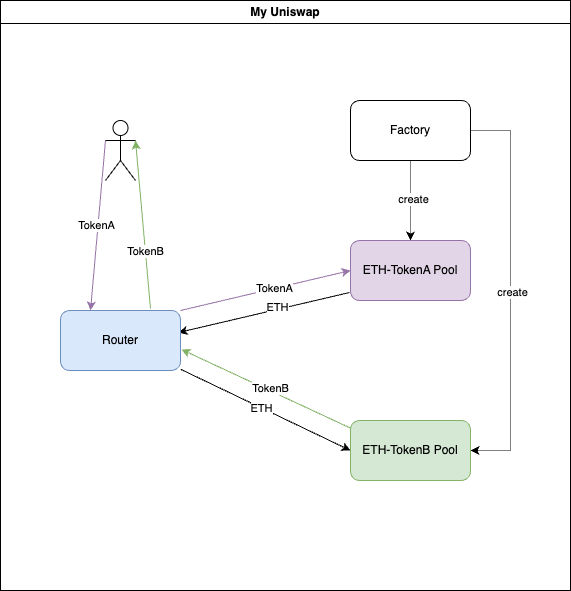 My Uniswap
Factory
create
TokenA
TokenB
ETH-TokenA Pool
TokenA
create
ETH
Router
TokenB
ETH
ETH-TokenB Pool